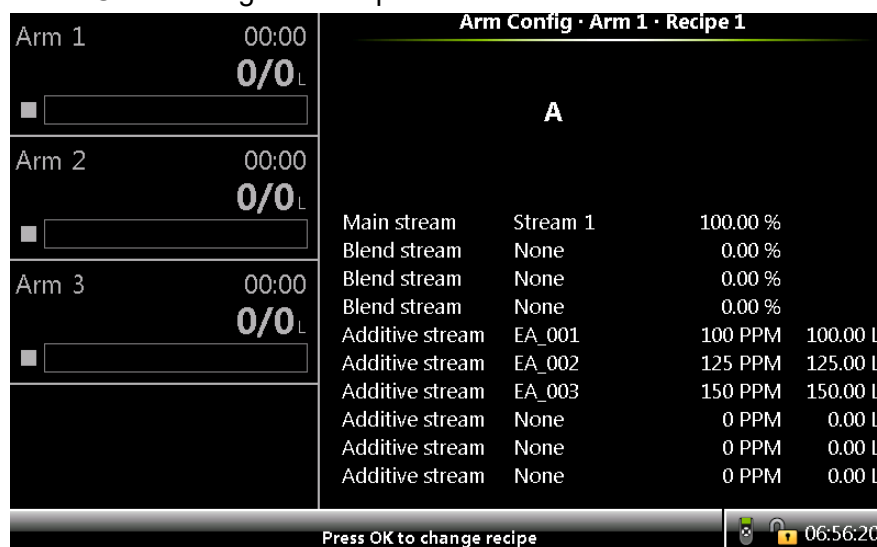 Arm 1 00:00
0/0 L
Arm 2 00:00
0/0 L
Arm 3 00:00
0/0 L
Arm Config · Arm 1 · Recipe 1
A
Main stream Stream 1 100.00 %
Blend stream None 0.00 %
Blend stream None 0.00 %
Blend stream None 0.00 %
Additive stream EA_001 100 PPM 100.00 L
Additive stream EA_002 125 PPM 125.00 L
Additive stream EA_003 150 PPM 150.00 L
Additive stream None 0 PPM 0.00 L
Additive stream None 0 PPM 0.00 L
Additive stream None 0 PPM 0.00 L
Press OK to change recipe 06:56:20